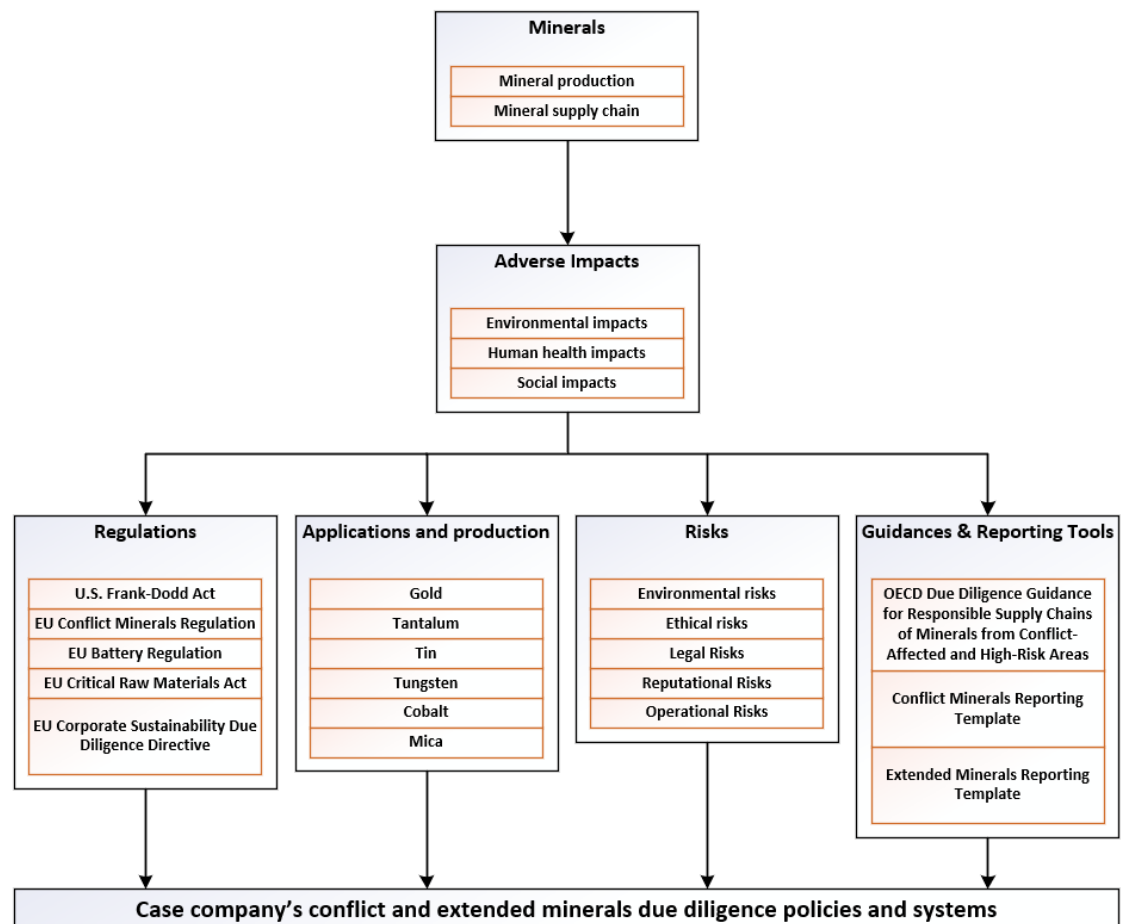 Minerals
Mineral production
Mineral supply chain
Adverse Impacts
Environmental impacts
Human health impacts
Social impacts
Regulations
U.S. Frank-Dodd Act
EU Conflict Minerals Regulation
EU Battery Regulation
EU Critical Raw Materials Act
EU Corporate Sustainability Due
Diligence Directive
Applications and production
Gold
Tantalum
Tin
Tungsten
Cobalt
Mica
Risks
Environmental risks
Ethical risks
Legal Risks
Reputational Risks
Operational Risks
Guidances & Reporting Tools
OECD Due Diligence Guidance
for Responsible Supply Chains
of Minerals from Conflict-
Affected and High-Risk Areas
Conflict Minerals Reporting
Template
Extended Minerals Reporting
Template
Case company’s conflict and extended minerals due diligence policies and systems